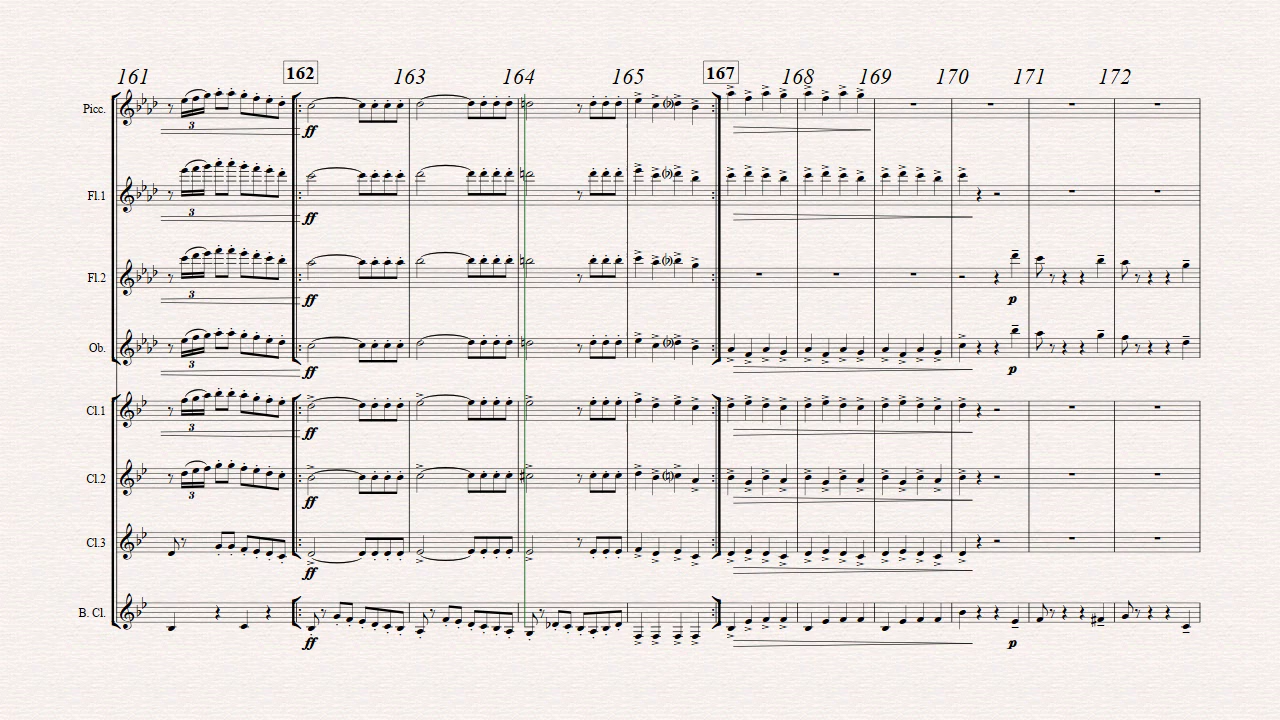 161 162 163 164 165 167 168 169 170 171 172
Picc.
3
ff
Fl.1
3
ff
Fl.2
3
ff
p
Ob.
3
ff
p
Cl.1
3
ff
Cl.2
3
ff
Cl.3
ff
B. Cl.
ff
p